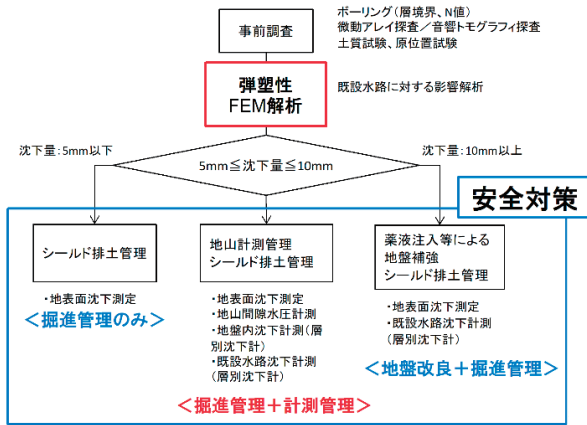 事前調査
ボーリング（層境界、N値）
微動アレイ探査／音響トモグラフィ探査
土質試験、原位置試験
弾塑性
FEM解析
既設水路に対する影響解析
沈下量：5mm以下
5mm≦沈下量≦10mm
沈下量：10mm以上
安全対策
シールド排土管理
・地表面沈下測定
＜掘進管理のみ＞
地山計測管理
シールド排土管理
・地表面沈下測定
・地山間隙水圧計測
・地盤内沈下計測（層
別沈下計）
・既設水路沈下計測
（層別沈下計）
＜掘進管理＋計測管理＞
薬液注入等による
地盤補強
シールド排土管理
・地表面沈下測定
・既設水路沈下計測
（層別沈下計）
＜地盤改良＋掘進管理＞